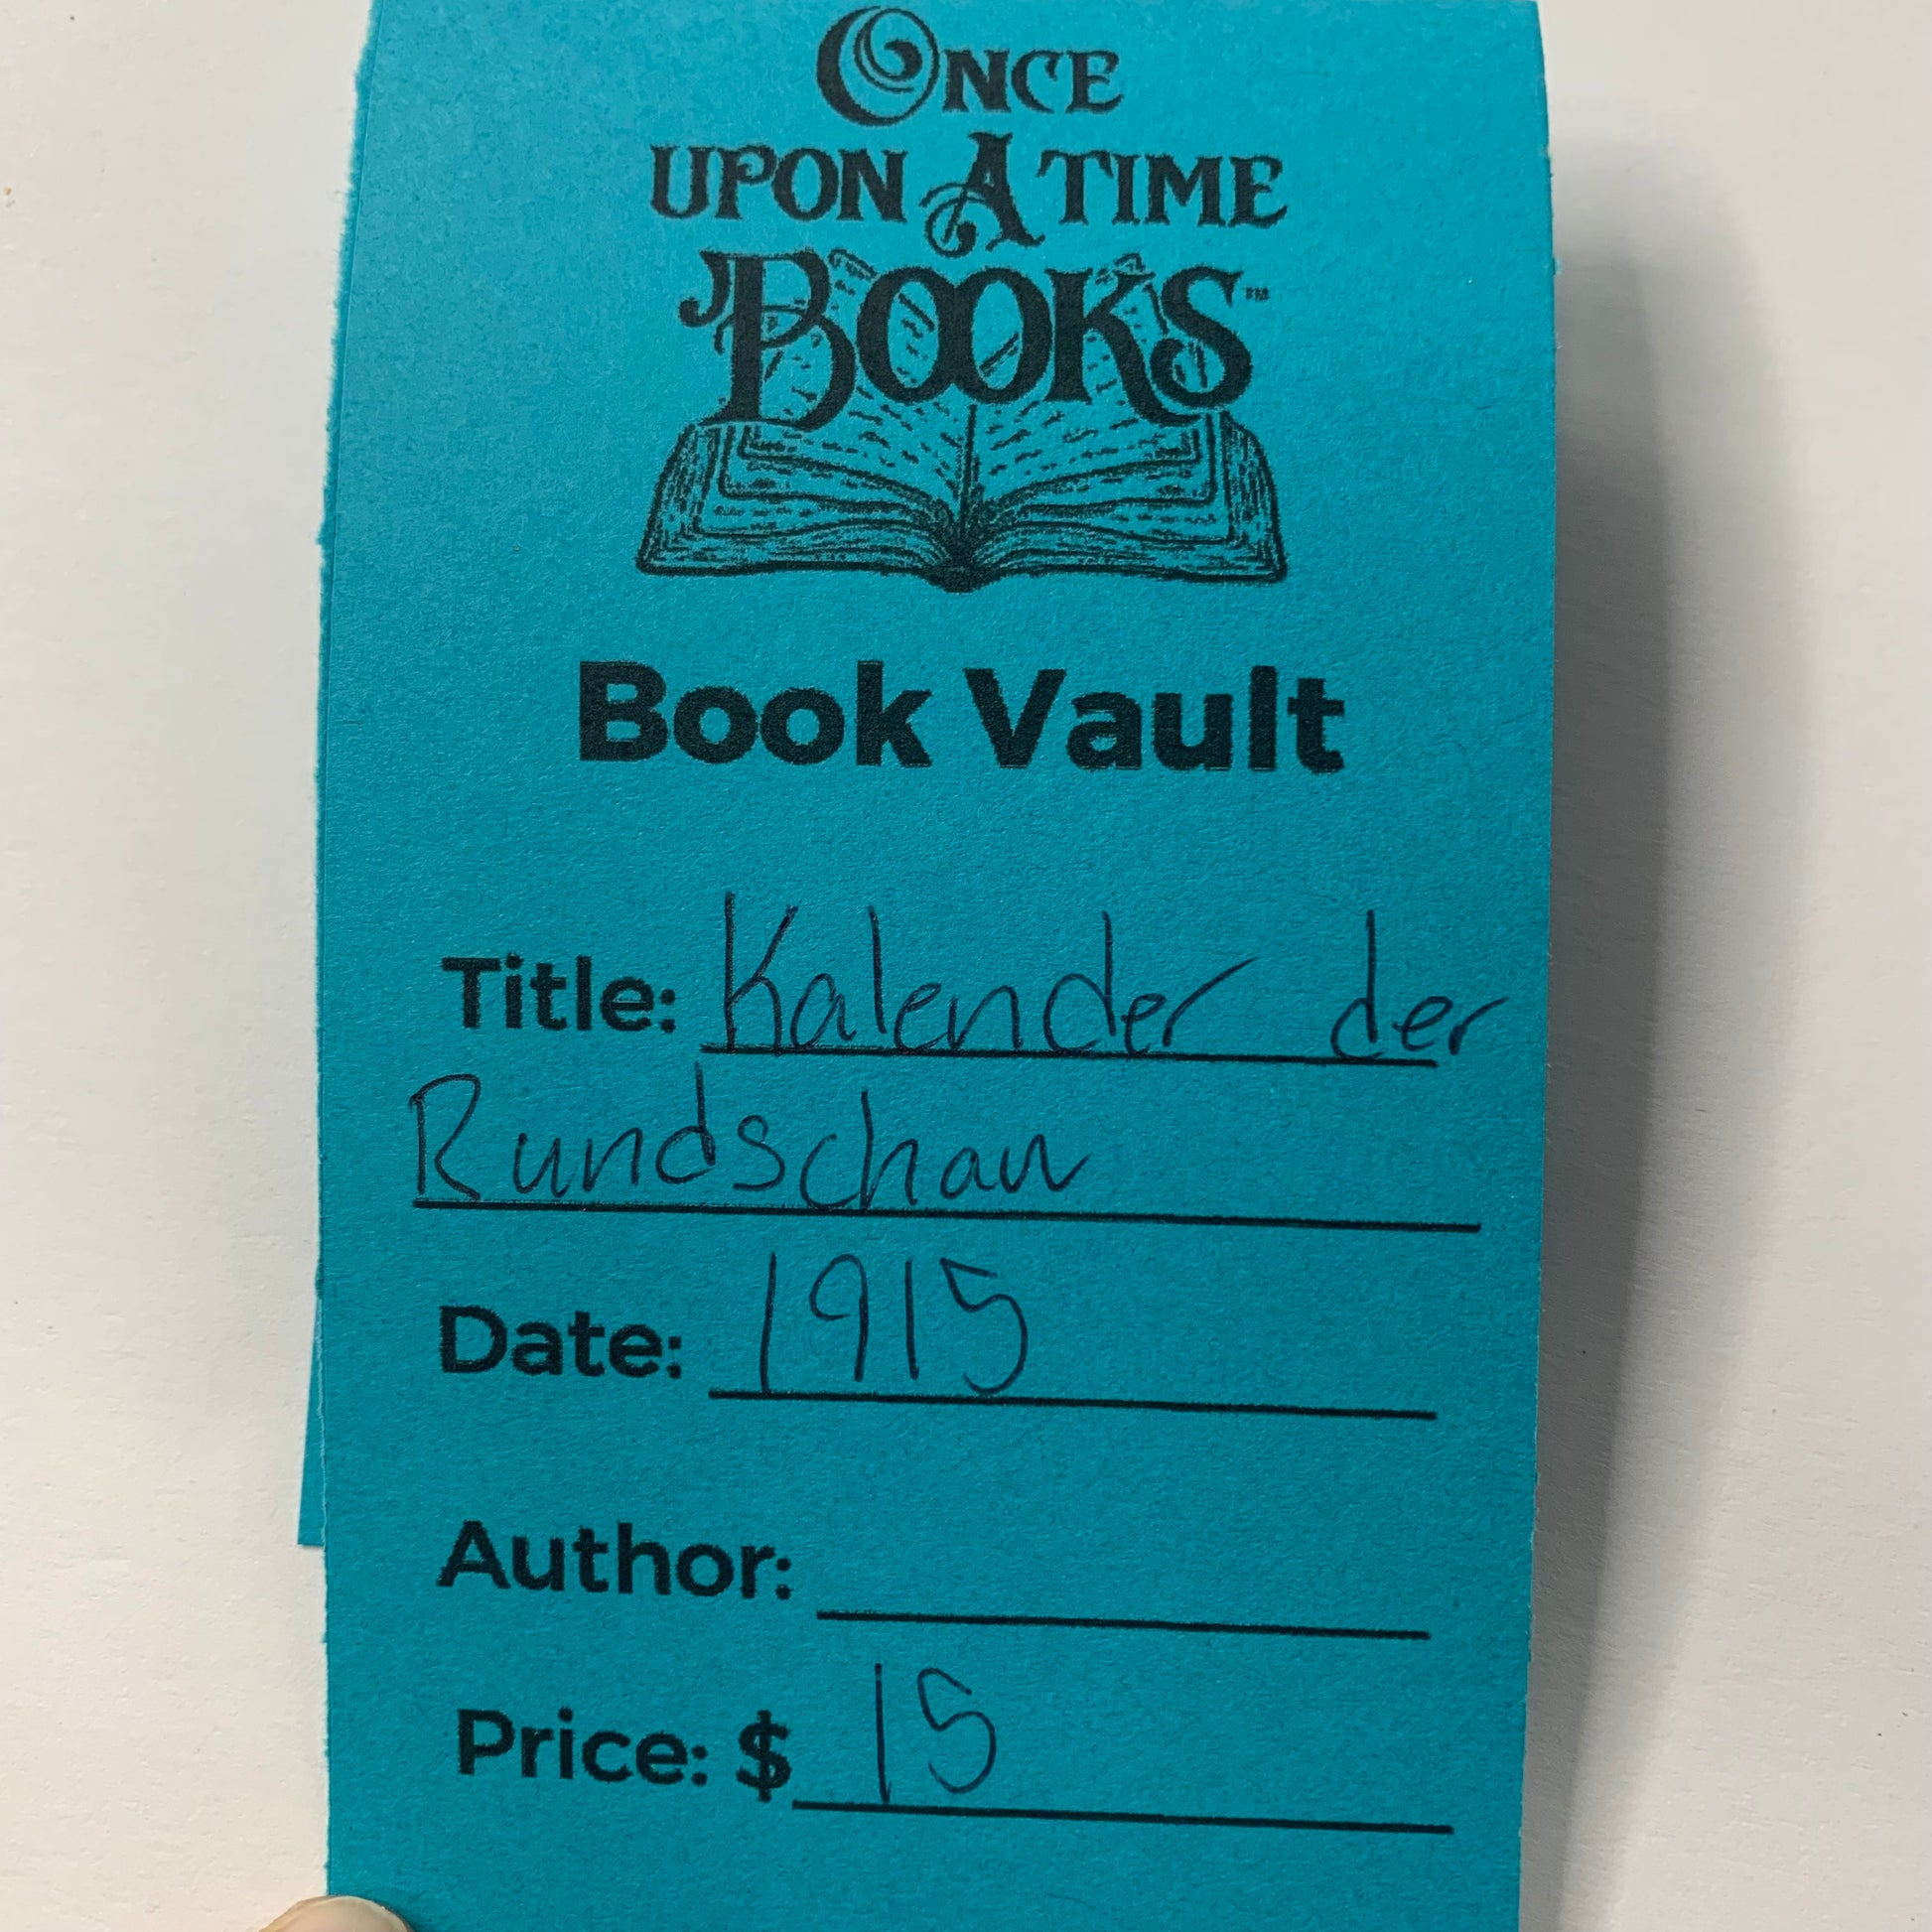 ONCE
UPON A TIME
BOOKS™
Book Vault
Title: Kalender der
Rundschau
Date: 1915
Author:
Price: $ 15